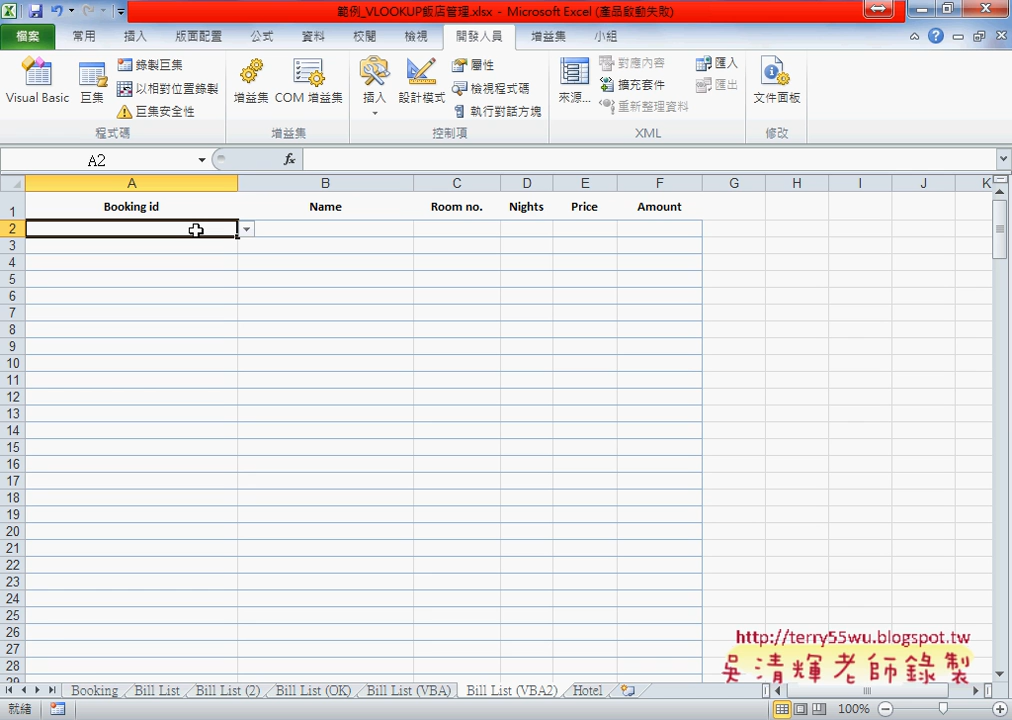 範例_VLOOKUP飯店管理.xlsx - Microsoft Excel (產品啟動失敗)
檔案 常用 插入 版面配置 公式 資料 校閱 檢視 開發人員 增益集 小組
Visual Basic 巨集 錄製巨集 以相對位置錄製 巨集安全性
增益集 COM 增益集
插入 設計模式 屬性 檢視程式碼 執行對話方塊
來源... 對應內容 擴充套件 重新整理資料 匯入 匯出
文件面板
程式碼 增益集 控制項 XML 修改
A2 fx
A B C D E F G H I J K
1 Booking id Name Room no. Nights Price Amount
2
3
4
5
6
7
8
9
10
11
12
13
14
15
16
17
18
19
20
21
22
23
24
25
26
27
28
29
http://terry55wu.blogspot.tw
吳清輝老師錄製
Booking Bill List Bill List (2) Bill List (OK) Bill List (VBA) Bill List (VBA2) Hotel
就緒 100%